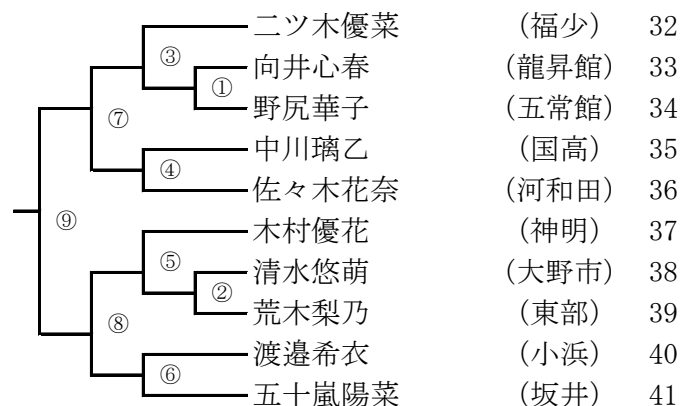 二ツ木優菜 （福少） 32
③
向井心春 （龍昇館） 33
①
野尻華子 （五常館） 34
⑦
中川璃乙 （国高） 35
④
佐々木花奈 （河和田） 36
⑨
木村優花 （神明） 37
⑤
清水悠萌 （大野市） 38
②
荒木梨乃 （東部） 39
⑧
渡邉希衣 （小浜） 40
⑥
五十嵐陽菜 （坂井） 41